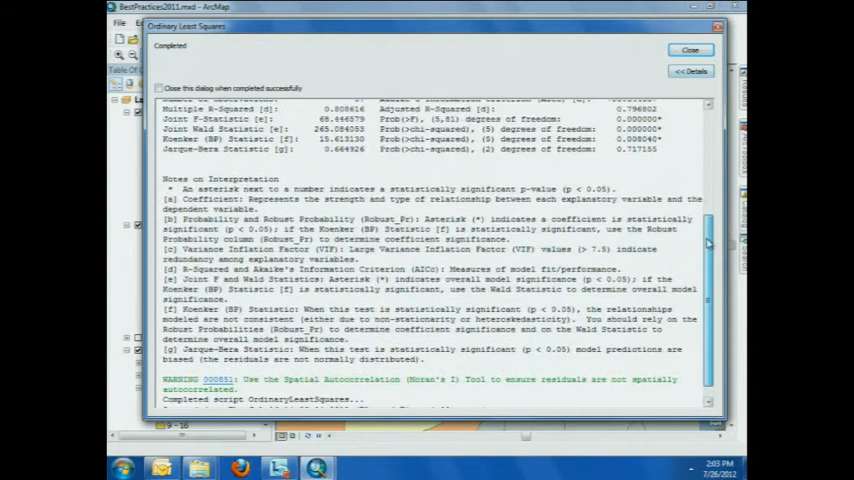 BestPractices2011.mxd - ArcMap
File
Ordinary Least Squares
Completed
Close
<< Details
Close this dialog when completed successfully
Multiple R-Squared [d]: 0.808616 Adjusted R-Squared [d]: 0.796802
Joint F-Statistic [e]: 68.446579 Prob(>F), (5,81) degrees of freedom: 0.000000*
Joint Wald Statistic [e]: 265.084053 Prob(>chi-squared), (5) degrees of freedom: 0.000000*
Koenker (BP) Statistic [f]: 15.613130 Prob(>chi-squared), (5) degrees of freedom: 0.008040*
Jarque-Bera Statistic [g]: 0.664926 Prob(>chi-squared), (2) degrees of freedom: 0.717155
Notes on Interpretation
* An asterisk next to a number indicates a statistically significant p-value (p < 0.05).
[a] Coefficient: Represents the strength and type of relationship between each explanatory variable and the
dependent variable.
[b] Probability and Robust Probability (Robust_Pr): Asterisk (*) indicates a coefficient is statistically
significant (p < 0.05); if the Koenker (BP) Statistic [f] is statistically significant, use the Robust
Probability column (Robust_Pr) to determine coefficient significance.
[c] Variance Inflation Factor (VIF): Large Variance Inflation Factor (VIF) values (> 7.5) indicate
redundancy among explanatory variables.
[d] R-Squared and Akaike's Information Criterion (AICc): Measures of model fit/performance.
[e] Joint F and Wald Statistics: Asterisk (*) indicates overall model significance (p < 0.05); if the
Koenker (BP) Statistic [f] is statistically significant, use the Wald Statistic to determine overall model
significance.
[f] Koenker (BP) Statistic: When this test is statistically significant (p < 0.05), the relationships
modeled are not consistent (either due to non-stationarity or heteroskedasticity). You should rely on the
Robust Probabilities (Robust_Pr) to determine coefficient significance and on the Wald Statistic to
determine overall model significance.
[g] Jarque-Bera Statistic: When this test is statistically significant (p < 0.05) model predictions are
biased (the residuals are not normally distributed).
WARNING 000851: Use the Spatial Autocorrelation (Moran's I) Tool to ensure residuals are not spatially
autocorrelated.
Completed script OrdinaryLeastSquares...
9 - 16
2:03 PM
7/26/2012